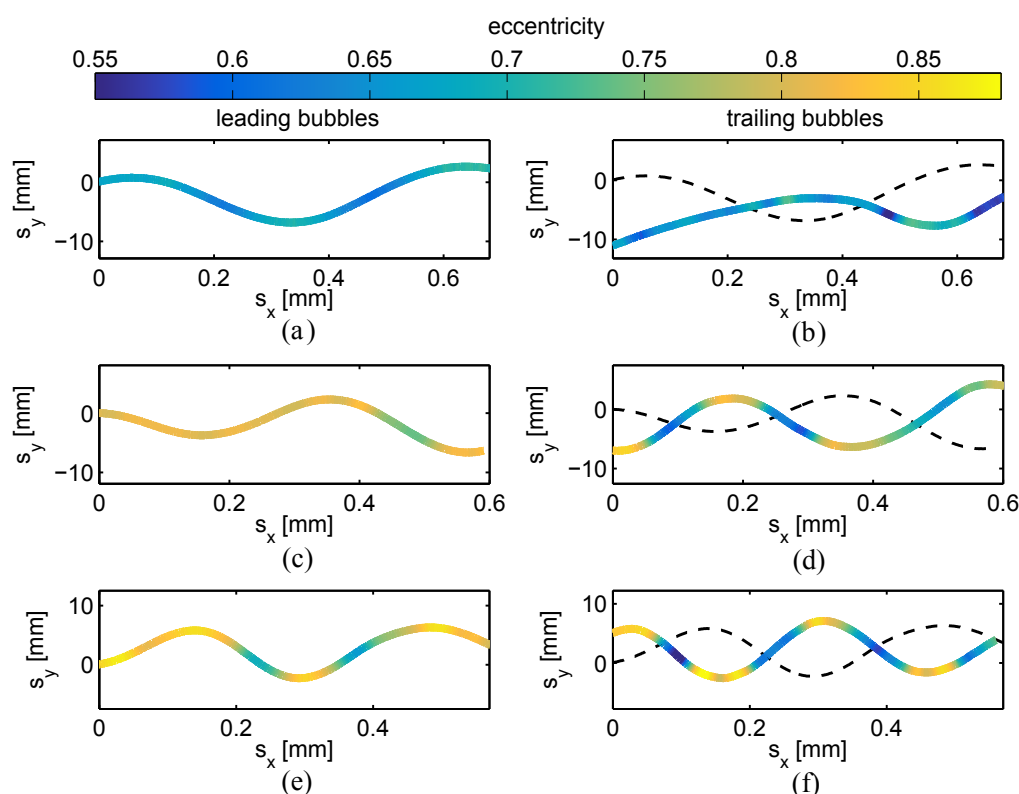 eccentricity
0.55 0.6 0.65 0.7 0.75 0.8 0.85
leading bubbles trailing bubbles
s_y [mm] 0 −10
0 0.2 0.4 0.6
s_x [mm]
(a)
s_y [mm] 0 −10
0 0.2 0.4 0.6
s_x [mm]
(b)
s_y [mm] 0 −10
0 0.2 0.4 0.6
s_x [mm]
(c)
s_y [mm] 0 −10
0 0.2 0.4 0.6
s_x [mm]
(d)
s_y [mm] 10 0
0 0.2 0.4
s_x [mm]
(e)
s_y [mm] 10 0
0 0.2 0.4
s_x [mm]
(f)